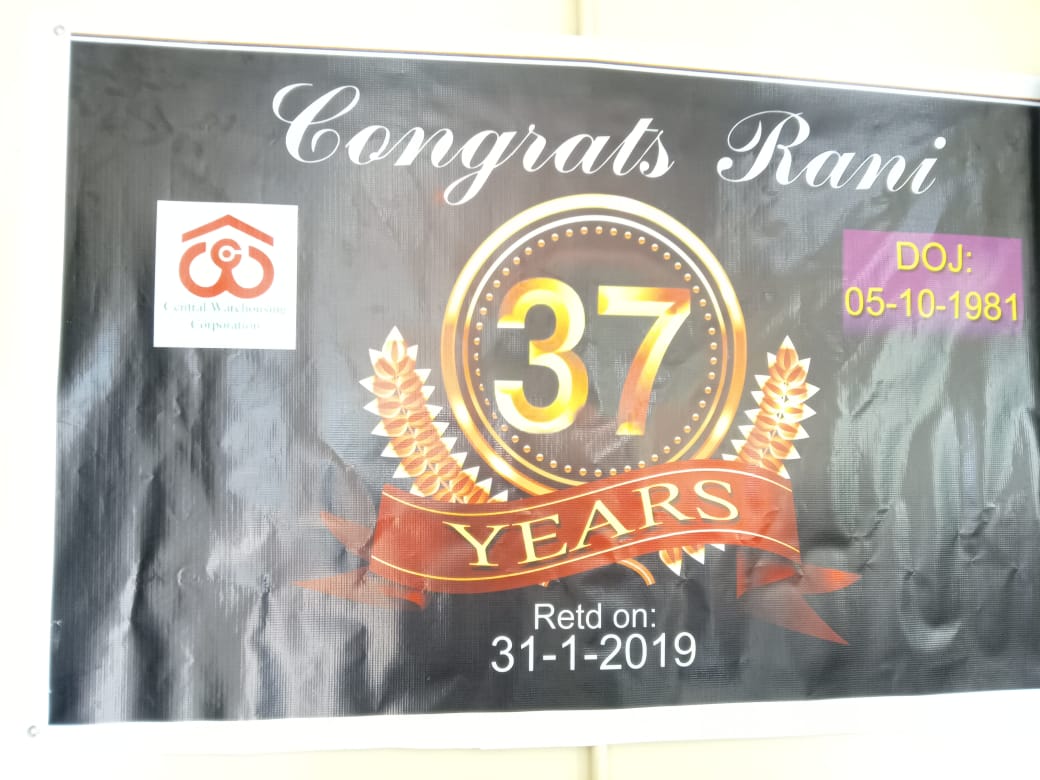 Congrats Rani
Central Warehousing
Corporation
DOJ:
05-10-1981
37
YEARS
Retd on:
31-1-2019